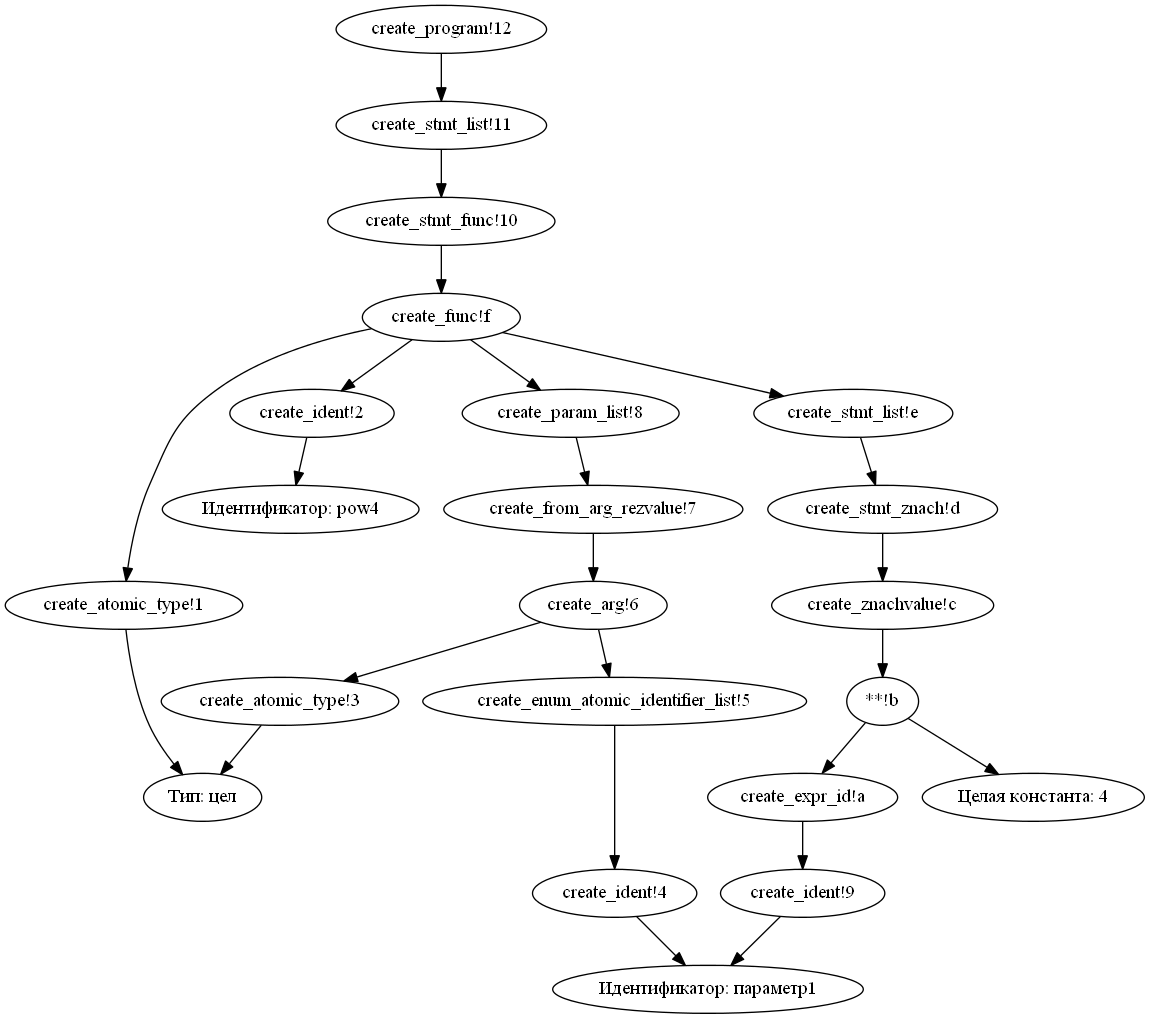 create_program!12
create_stmt_list!11
create_stmt_func!10
create_func!f
create_ident!2
create_param_list!8
create_stmt_list!e
Идентификатор: pow4
create_from_arg_rezvalue!7
create_stmt_znach!d
create_atomic_type!1
create_arg!6
create_znachvalue!c
create_atomic_type!3
create_enum_atomic_identifier_list!5
**!b
Тип: цел
create_expr_id!a
Целая константа: 4
create_ident!4
create_ident!9
Идентификатор: параметр1